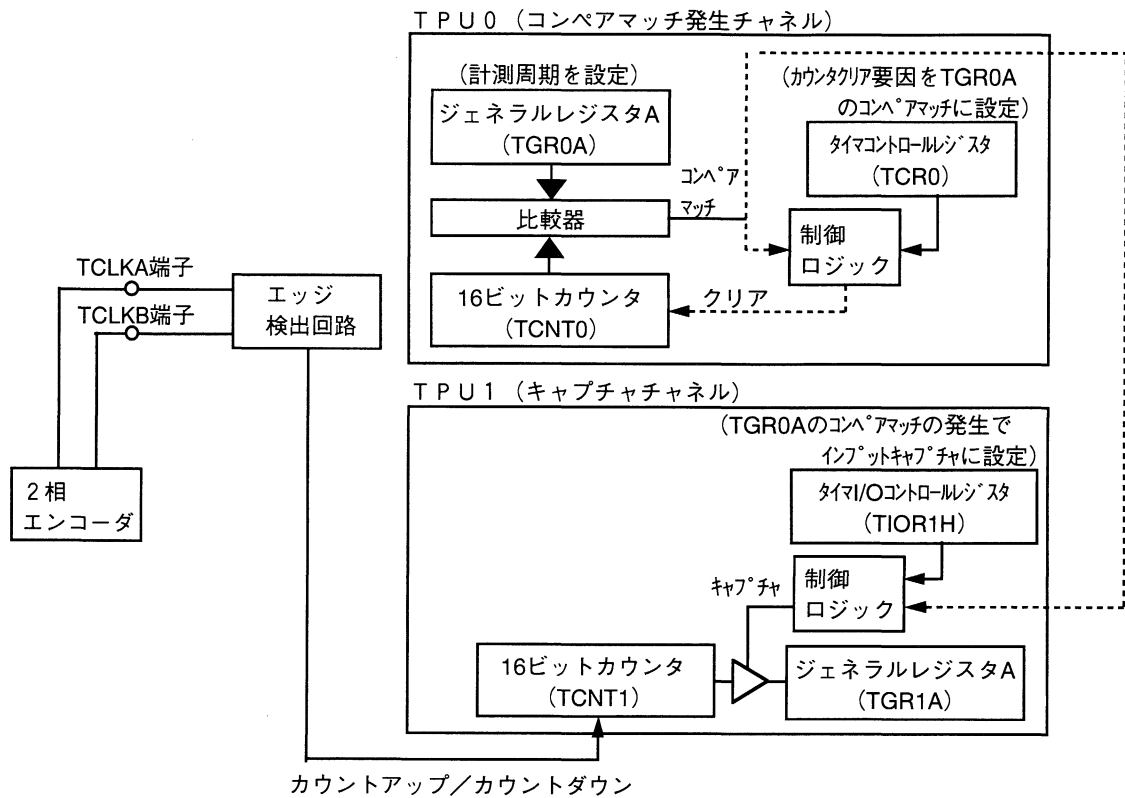 ＴＰＵ０（コンペアマッチ発生チャネル）
（計測周期を設定）
ジェネラルレジスタA
（TGR0A）
比較器
16ビットカウンタ
（TCNT0）
コンペア
マッチ
（カウンタクリア要因をTGR0A
のコンペアマッチに設定）
タイマコントロールレジスタ
（TCR0）
制御
ロジック
クリア
TCLKA端子
TCLKB端子
エッジ
検出回路
２相
エンコーダ
ＴＰＵ１（キャプチャチャネル）
（TGR0Aのコンペアマッチの発生で
インプットキャプチャに設定）
タイマI/Oコントロールレジスタ
（TIOR1H）
制御
ロジック
キャプチャ
16ビットカウンタ
（TCNT1）
ジェネラルレジスタA
（TGR1A）
カウントアップ／カウントダウン